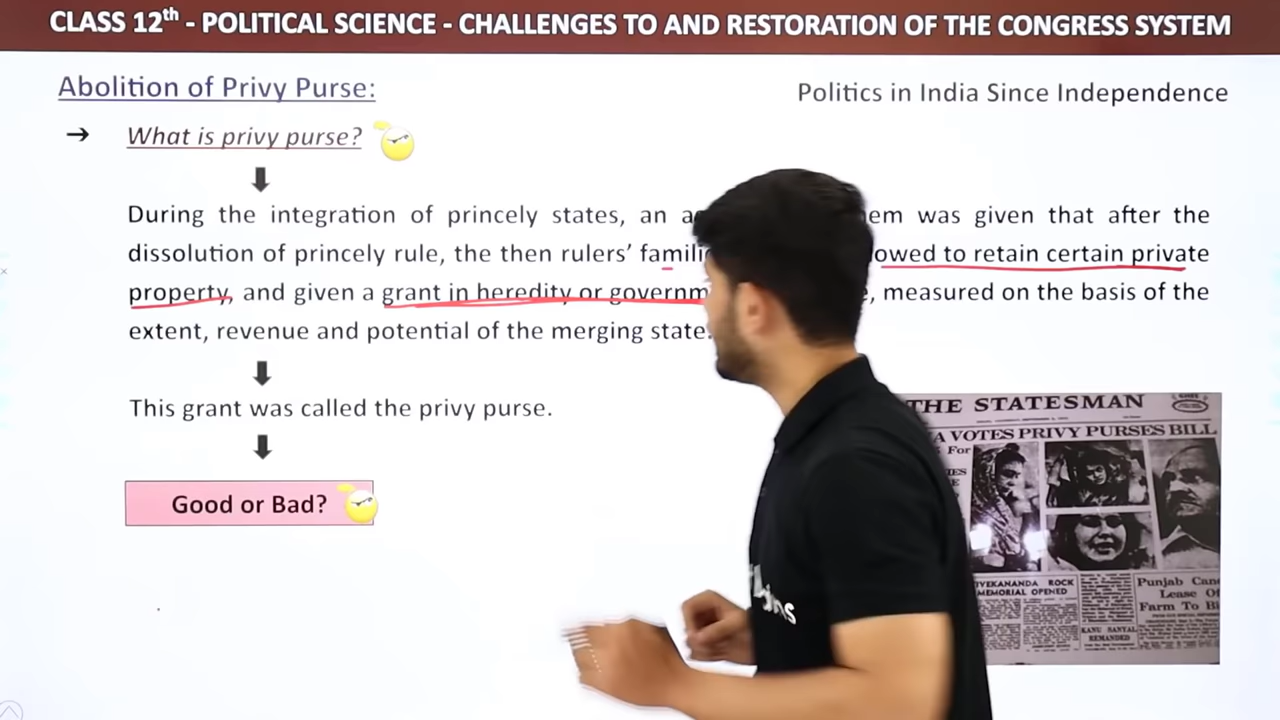 CLASS 12th - POLITICAL SCIENCE - CHALLENGES TO AND RESTORATION OF THE CONGRESS SYSTEM
Abolition of Privy Purse:
Politics in India Since Independence
→ What is privy purse?
During the integration of princely states, an a em was given that after the
dissolution of princely rule, the then rulers' famili owed to retain certain private
property, and given a grant in heredity or governm e, measured on the basis of the
extent, revenue and potential of the merging state.
This grant was called the privy purse.
Good or Bad?
THE STATESMAN
A VOTES PRIVY PURSES BILL
For
VEKANANDA ROCK
MEMORIAL OPENED
Punjab Can
Lease Of
Farm To Bi
KANU SANYAL
REMANDED